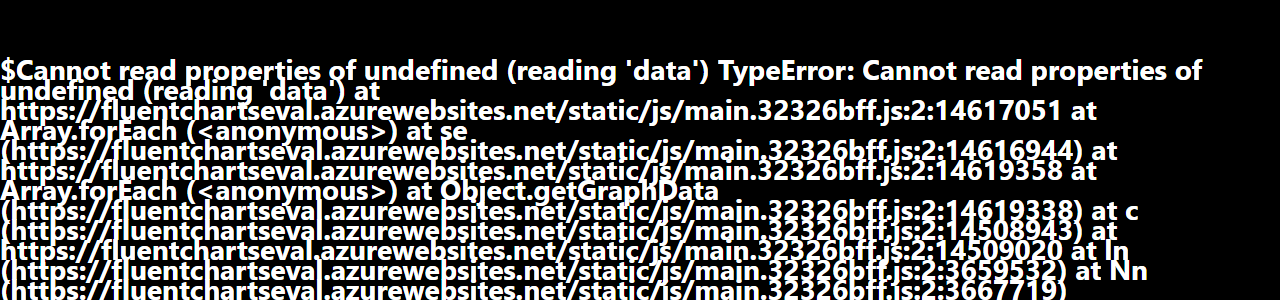 $Cannot read properties of undefined (reading 'data') TypeError: Cannot read properties of
undefined (reading 'data') at
https://fluentchartseval.azurewebsites.net/static/js/main.32326bff.js:2:14617051 at
Array.forEach (<anonymous>) at se
(https://fluentchartseval.azurewebsites.net/static/js/main.32326bff.js:2:14616944) at
https://fluentchartseval.azurewebsites.net/static/js/main.32326bff.js:2:14619358 at
Array.forEach (<anonymous>) at Object.getGraphData
(https://fluentchartseval.azurewebsites.net/static/js/main.32326bff.js:2:14619338) at c
(https://fluentchartseval.azurewebsites.net/static/js/main.32326bff.js:2:14508943) at
https://fluentchartseval.azurewebsites.net/static/js/main.32326bff.js:2:14509020 at ln
(https://fluentchartseval.azurewebsites.net/static/js/main.32326bff.js:2:3659532) at Nn
(https://fluentchartseval.azurewebsites.net/static/js/main.32326bff.js:2:3667719)